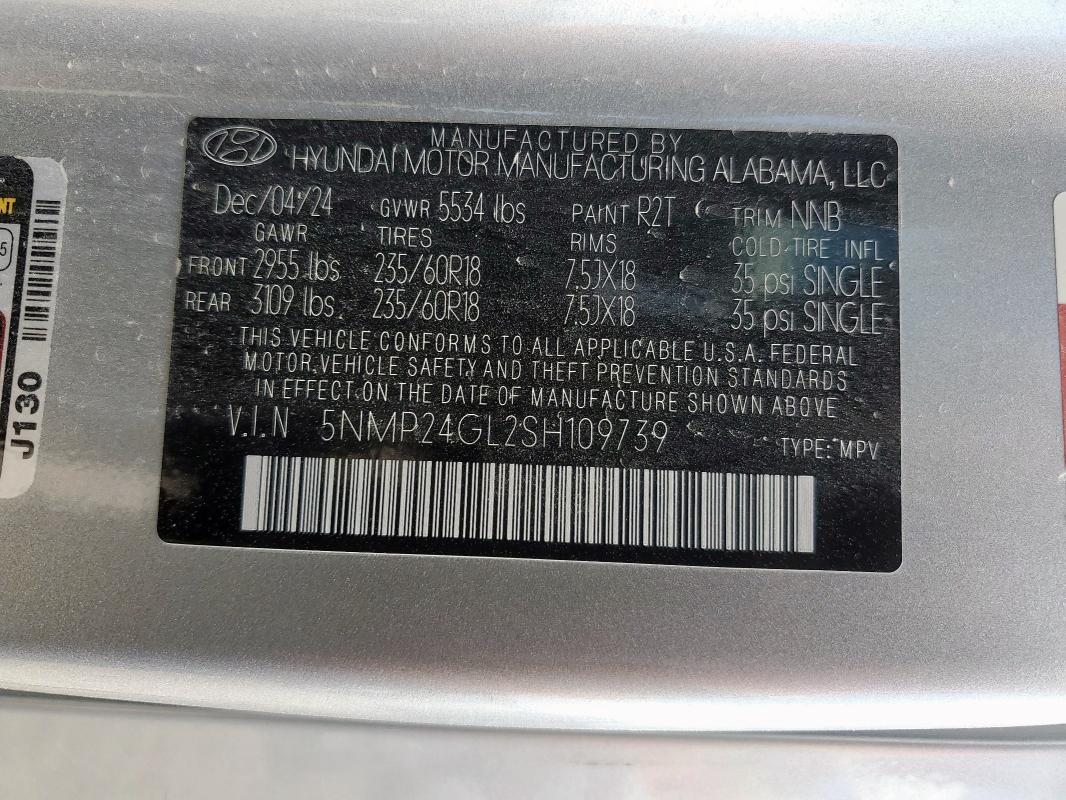 MANUFACTURED BY
HYUNDAI MOTOR MANUFACTURING ALABAMA, LLC
Dec/04/24 GVWR 5534 lbs PAINT R2T TRIM NNB
GAWR TIRES RIMS COLD TIRE INFL
FRONT 2955 lbs 235/60R18 7.5JX18 35 psi SINGLE
REAR 3109 lbs 235/60R18 7.5JX18 35 psi SINGLE
THIS VEHICLE CONFORMS TO ALL APPLICABLE U.S.A. FEDERAL
MOTOR VEHICLE SAFETY AND THEFT PREVENTION STANDARDS
IN EFFECT ON THE DATE OF MANUFACTURE SHOWN ABOVE
V.I.N 5NMP24GL2SH109739 TYPE: MPV
J130
NT
5